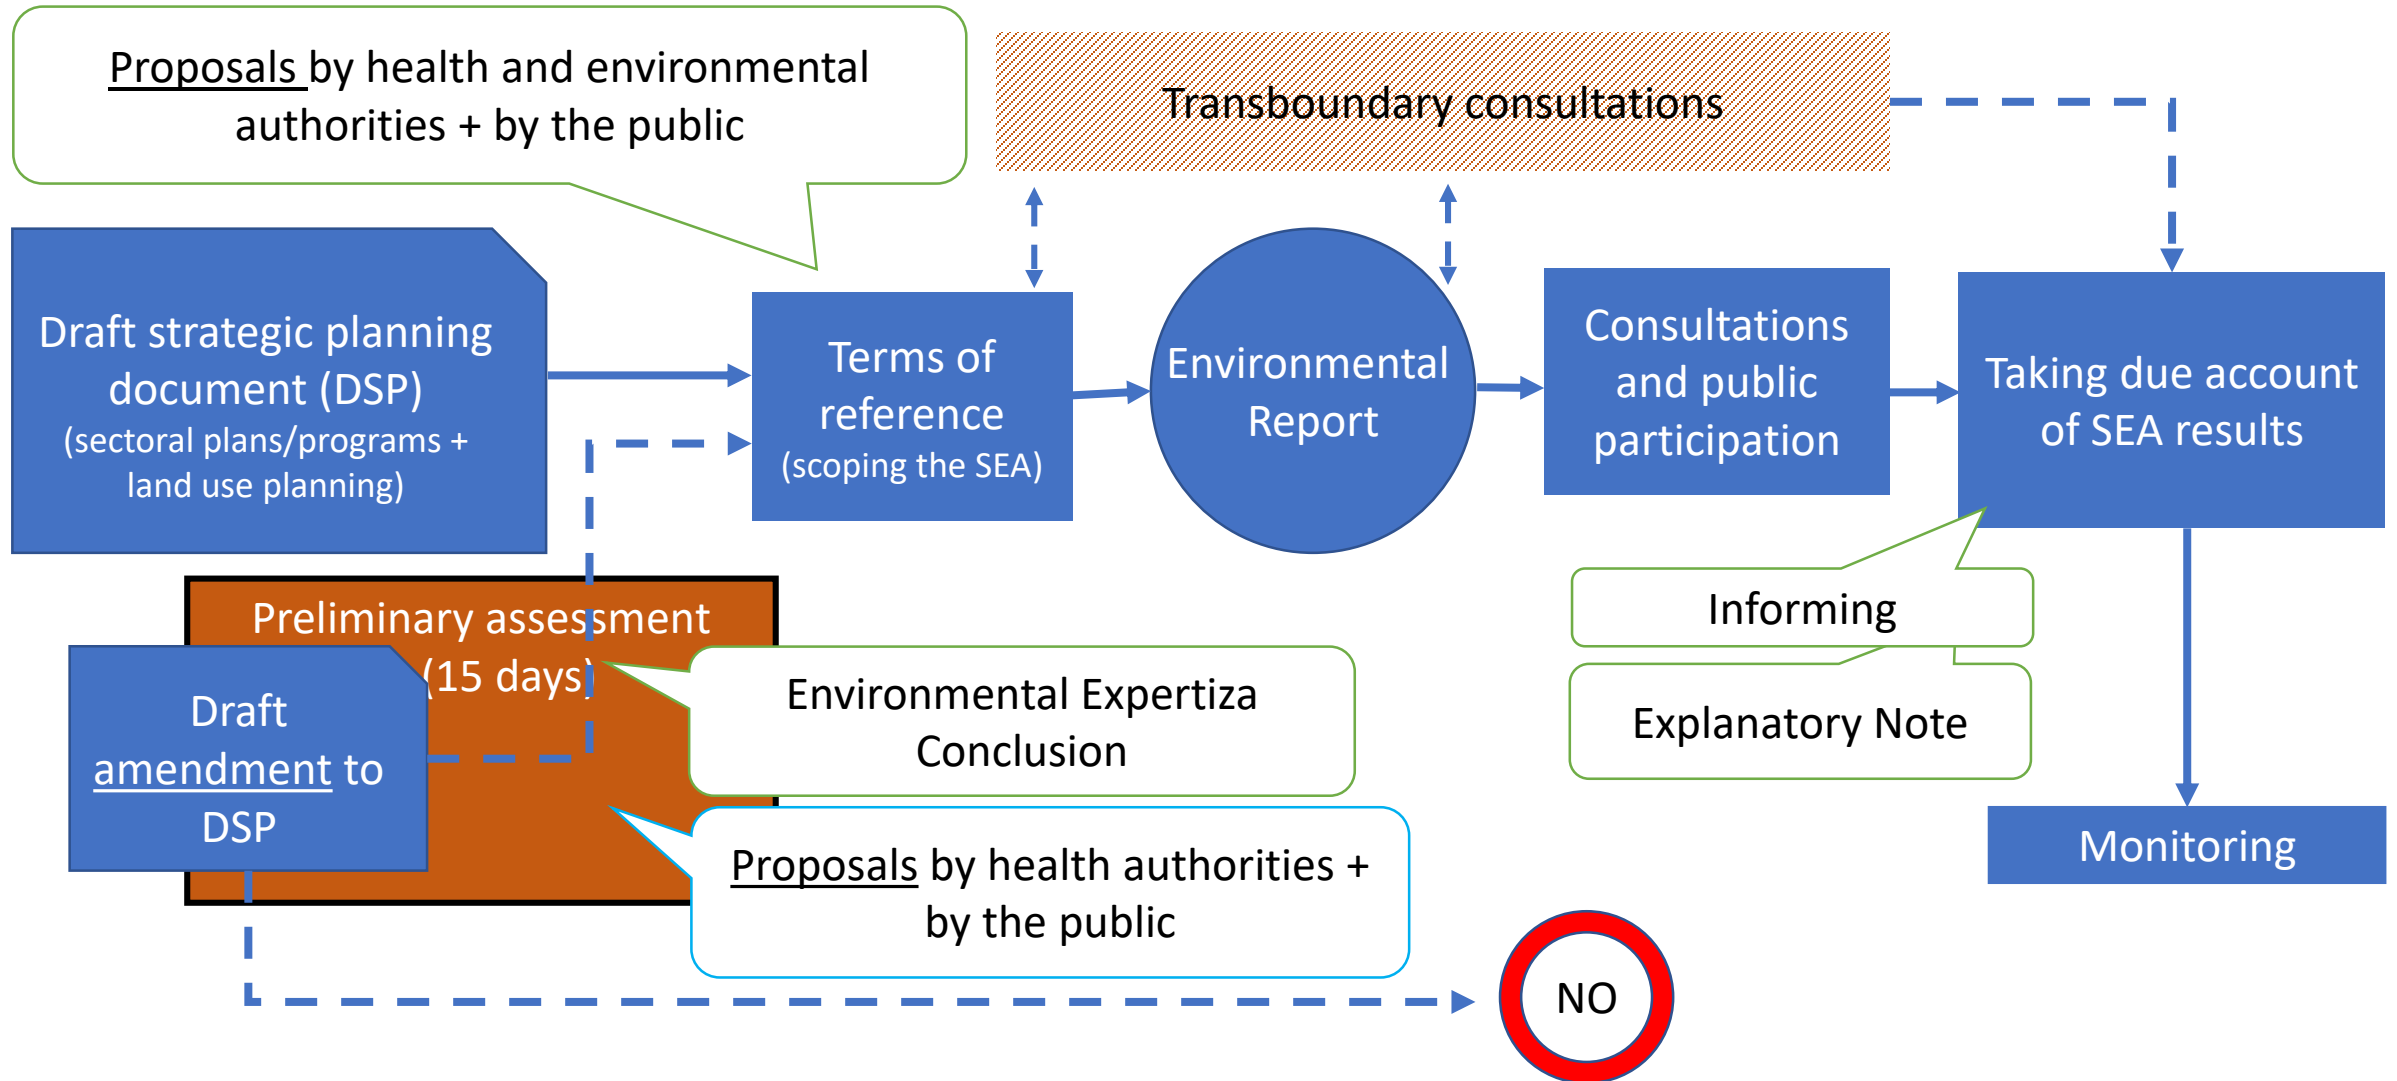 Proposals by health and environmental
authorities + by the public
Transboundary consultations
Draft strategic planning
document (DSP)
(sectoral plans/programs +
land use planning)
Terms of
reference
(scoping the SEA)
Environmental
Report
Consultations
and public
participation
Taking due account
of SEA results
Preliminary assessment
(15 days)
Draft
amendment to
DSP
Environmental Expertiza
Conclusion
Proposals by health authorities +
by the public
Informing
Explanatory Note
Monitoring
NO